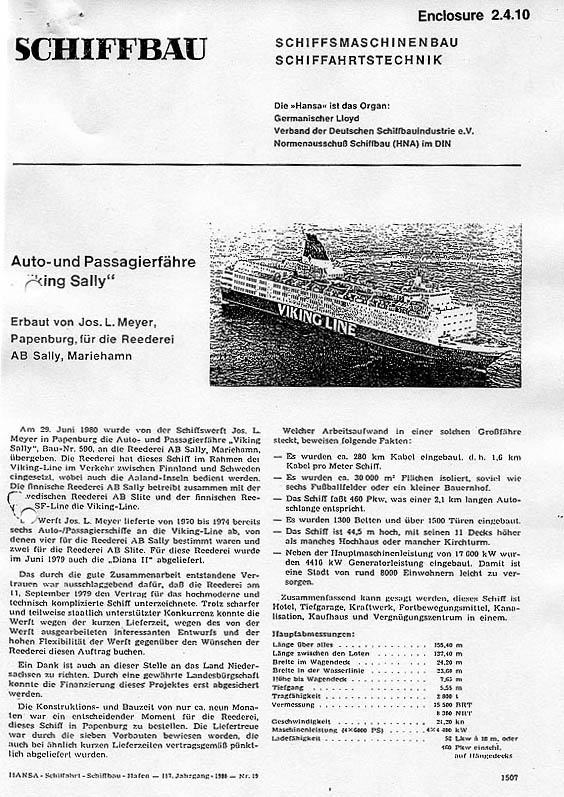 Enclosure 2.4.10
SCHIFFBAU
SCHIFFSMASCHINENBAU
SCHIFFAHRTSTECHNIK
Die »Hansa« ist das Organ:
Germanischer Lloyd
Verband der Deutschen Schiffbauindustrie e.V.
Normenausschuß Schiffbau (HNA) im DIN
Auto- und Passagierfähre
king Sally“
Erbaut von Jos. L. Meyer,
Papenburg, für die Reederei
AB Sally, Mariehamn
VIKING LINE
Am 29. Juni 1980 wurde von der Schiffswerft Jos. L.
Meyer in Papenburg die Auto- und Passagierfähre „Viking
Sally“, Bau-Nr. 590, an die Reederei AB Sally, Mariehamn,
übergeben. Die Reederei hat dieses Schiff im Rahmen der
Viking-Line im Verkehr zwischen Finnland und Schweden
eingesetzt, wobei auch die Aaland-Inseln bedient werden.
Die finnische Reederei AB Sally betreibt zusammen mit der
wedischen Reederei AB Slite und der finnischen Ree-
SF-Line die Viking-Line.
Werft Jos. L. Meyer lieferte von 1970 bis 1974 bereits
sechs Auto-/Passagierschiffe an die Viking-Line ab, von
denen vier für die Reederei AB Sally bestimmt waren und
zwei für die Reederei AB Slite. Für diese Reederei wurde
im Juni 1979 auch die „Diana II“ abgeliefert.
Das durch die gute Zusammenarbeit entstandene Ver-
trauen war ausschlaggebend dafür, daß die Reederei am
11. September 1979 den Vertrag für das hochmoderne und
technisch komplizierte Schiff unterzeichnete. Trotz scharfer
und teilweise staatlich unterstützter Konkurrenz konnte die
Werft wegen der kurzen Lieferzeit, wegen des von der
Werft ausgearbeiteten interessanten Entwurfs und der
hohen Flexibilität der Werft gegenüber den Wünschen der
Reederei diesen Auftrag buchen.
Ein Dank ist auch an dieser Stelle an das Land Nieder-
sachsen zu richten. Durch eine gewährte Landesbürgschaft
konnte die Finanzierung dieses Projektes erst abgesichert
werden.
Die Konstruktions- und Bauzeit von nur ca. neun Mona-
ten war ein entscheidender Moment für die Reederei,
dieses Schiff in Papenburg zu bestellen. Die Liefertreue
war durch die sieben Vorbauten bewiesen worden, die
auch bei ähnlich kurzen Lieferzeiten vertragsgemäß pünkt-
lich abgeliefert wurden.
Welcher Arbeitsaufwand in einer solchen Großfähre
steckt, beweisen folgende Fakten:
— Es wurden ca. 280 km Kabel eingebaut, d. h. 1,6 km
Kabel pro Meter Schiff.
— Es wurden ca. 30 000 m² Flächen isoliert, soviel wie
sechs Fußballfelder oder ein kleiner Bauernhof.
— Das Schiff faßt 460 Pkw, was einer 2,1 km langen Auto-
schlange entspricht.
— Es wurden 1300 Betten und über 1500 Türen eingebaut.
— Das Schiff ist 44,5 m hoch, mit seinen 11 Decks höher
als manches Hochhaus oder mancher Kirchturm.
— Neben der Hauptmaschinenleistung von 17 600 kW wur-
den 4416 kW Generatorleistung eingebaut. Damit ist
eine Stadt von rund 8000 Einwohnern leicht zu ver-
sorgen.
Zusammenfassend kann gesagt werden, dieses Schiff ist
Hotel, Tiefgarage, Kraftwerk, Fortbewegungsmittel, Kana-
lisation, Kaufhaus und Vergnügungszentrum in einem.
Hauptabmessungen:
Länge über alles 155,40 m
Länge zwischen den Loten 137,40 m
Breite im Wagendeck 24,20 m
Breite in der Wasserlinie 23,60 m
Höhe bis Wagendeck 7,65 m
Tiefgang 5,55 m
Tragfähigkeit 2 800 t
Vermessung 15 500 BRT
8 300 NRT
Geschwindigkeit 21,20 kn
Maschinenleistung (4×6000 PS) 4×4 400 kW
Ladefähigkeit 52 Lkw à 18 m, oder
460 Pkw einschl.
auf Hängedecks
HANSA – Schiffahrt – Schiffbau – Hafen – 117. Jahrgang – 1980 – Nr. 19
1507